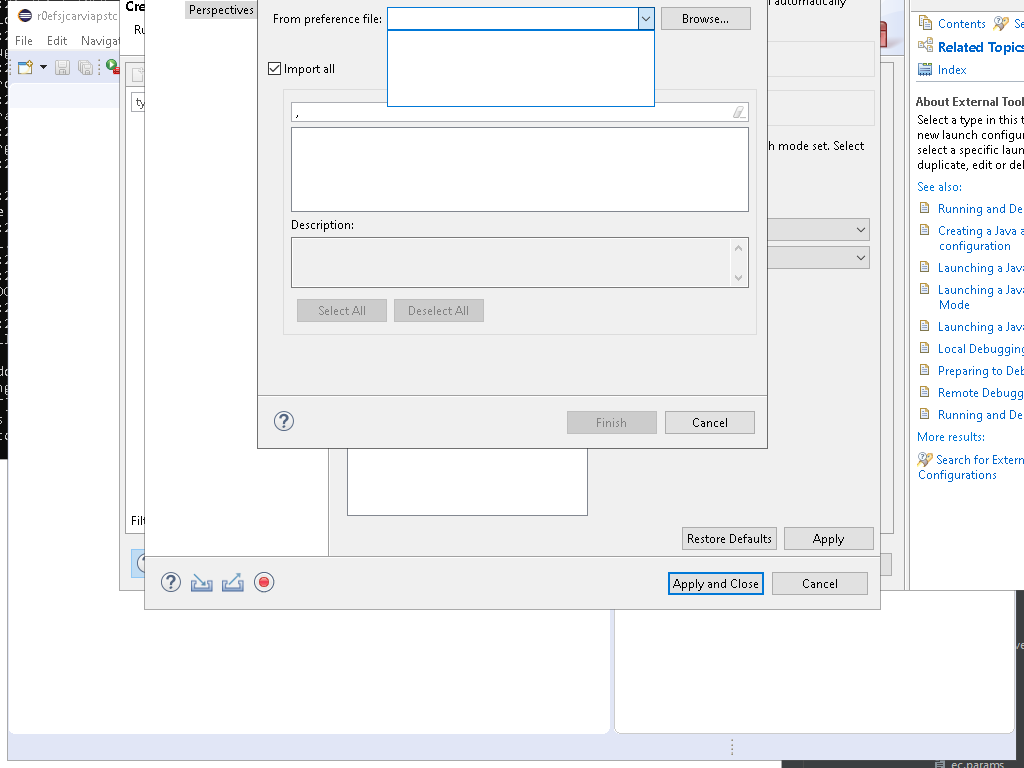 r0efsjcarviapstc
File Edit Navigat
Cre
Ru
ty
Filt
Perspectives
From preference file:
Browse...
Import all
,
Description:
Select All
Deselect All
Finish
Cancel
automatically
h mode set. Select
Restore Defaults
Apply
Apply and Close
Cancel
Contents
Se
Related Topics
Index
About External Tool
Select a type in this t
new launch configur
select a specific laun
duplicate, edit or del
See also:
Running and De
Creating a Java a
configuration
Launching a Java
Launching a Java
Mode
Launching a Java
Local Debugging
Preparing to Deb
Remote Debugg
Running and De
More results:
Search for Extern
Configurations
ec.params